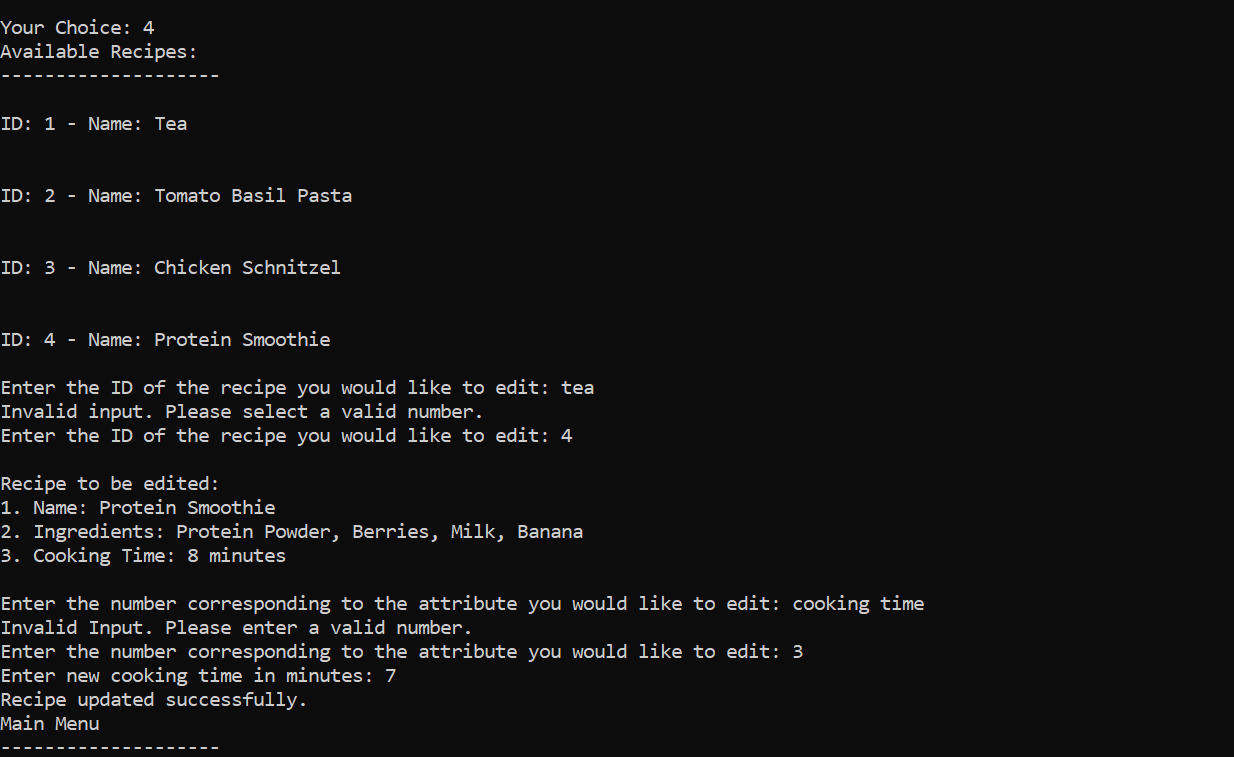 Your Choice: 4
Available Recipes:
--------------------
ID: 1 - Name: Tea
ID: 2 - Name: Tomato Basil Pasta
ID: 3 - Name: Chicken Schnitzel
ID: 4 - Name: Protein Smoothie
Enter the ID of the recipe you would like to edit: tea
Invalid input. Please select a valid number.
Enter the ID of the recipe you would like to edit: 4
Recipe to be edited:
1. Name: Protein Smoothie
2. Ingredients: Protein Powder, Berries, Milk, Banana
3. Cooking Time: 8 minutes
Enter the number corresponding to the attribute you would like to edit: cooking time
Invalid Input. Please enter a valid number.
Enter the number corresponding to the attribute you would like to edit: 3
Enter new cooking time in minutes: 7
Recipe updated successfully.
Main Menu
--------------------